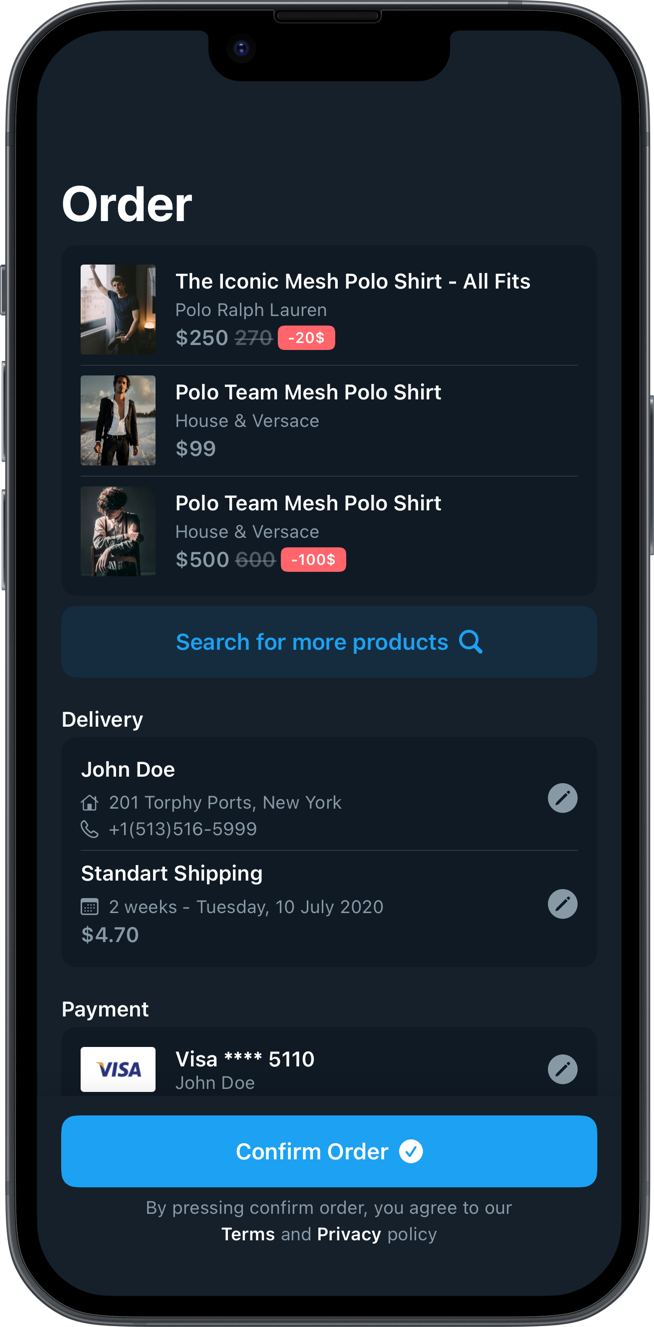 Order
The Iconic Mesh Polo Shirt - All Fits
Polo Ralph Lauren
$250 270 -20$
Polo Team Mesh Polo Shirt
House & Versace
$99
Polo Team Mesh Polo Shirt
House & Versace
$500 600 -100$
Search for more products
Delivery
John Doe
201 Torphy Ports, New York
+1(513)516-5999
Standart Shipping
2 weeks - Tuesday, 10 July 2020
$4.70
Payment
VISA
Visa **** 5110
John Doe
Confirm Order
By pressing confirm order, you agree to our
Terms and Privacy policy